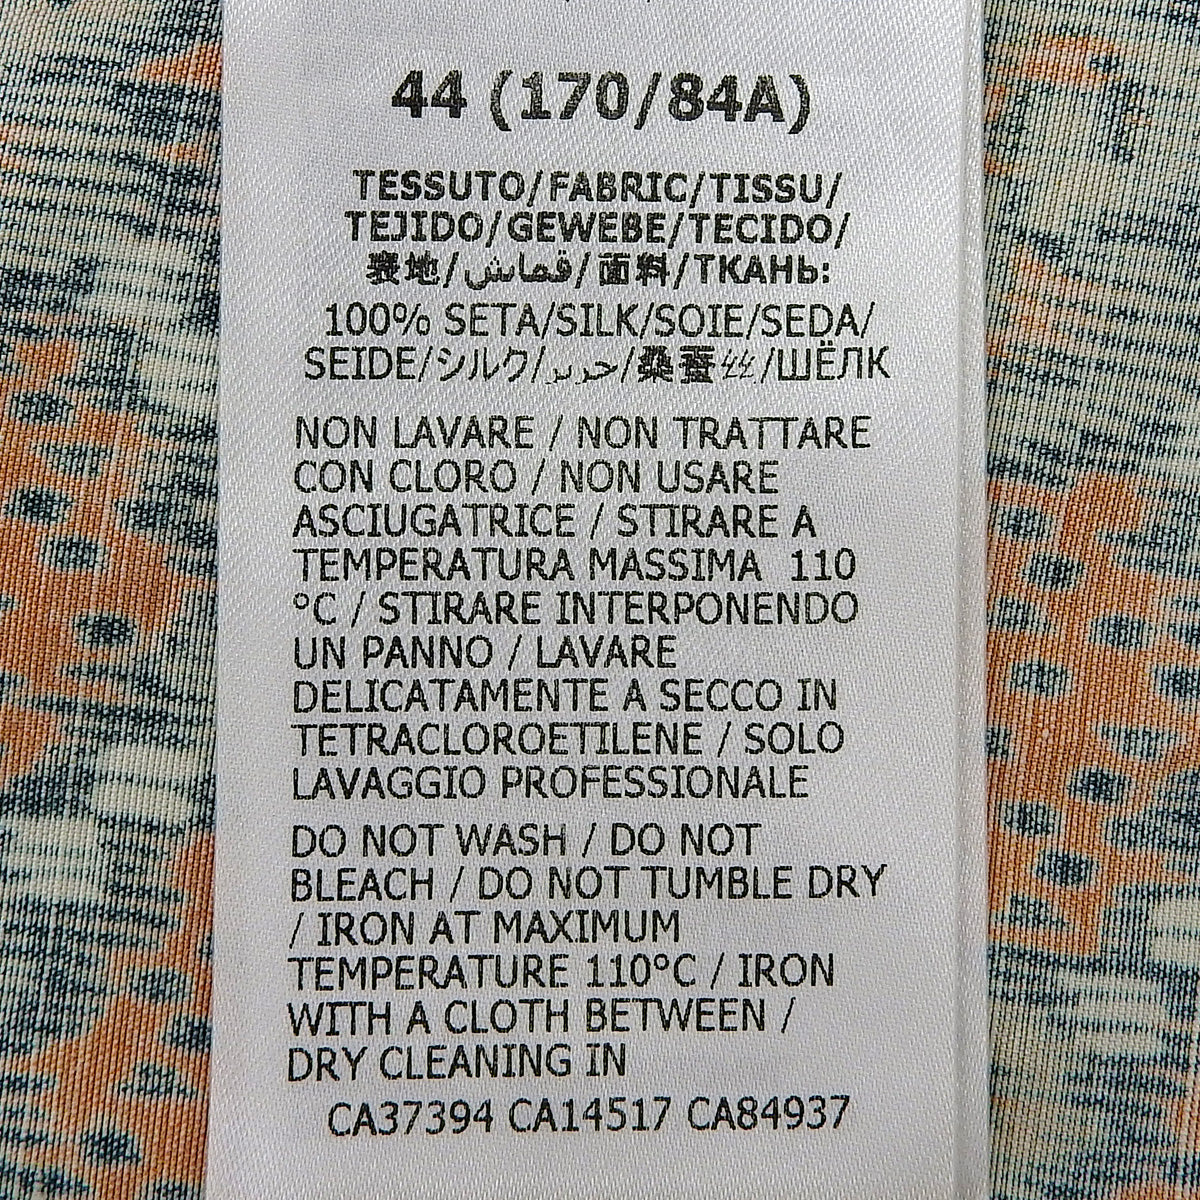 44 (170/84A)
TESSUTO/FABRIC/TISSU/
TEJIDO/GEWEBE/TECIDO/
表地/قماش/面料/ТКАНЬ:
100% SETA/SILK/SOIE/SEDA/
SEIDE/シルク/حرير/桑蚕丝/ШЁЛК
NON LAVARE / NON TRATTARE
CON CLORO / NON USARE
ASCIUGATRICE / STIRARE A
TEMPERATURA MASSIMA 110
°C / STIRARE INTERPONENDO
UN PANNO / LAVARE
DELICATAMENTE A SECCO IN
TETRACLOROETILENE / SOLO
LAVAGGIO PROFESSIONALE
DO NOT WASH / DO NOT
BLEACH / DO NOT TUMBLE DRY
/ IRON AT MAXIMUM
TEMPERATURE 110°C / IRON
WITH A CLOTH BETWEEN /
DRY CLEANING IN
CA37394 CA14517 CA84937